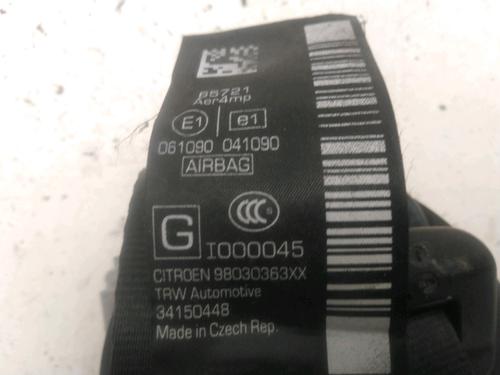 65721
Aer4mp
E1 e1
061090 041090
AIRBAG
CCC S
G I000045
CITROEN 98030363XX
TRW Automotive
34150448
Made in Czech Rep.